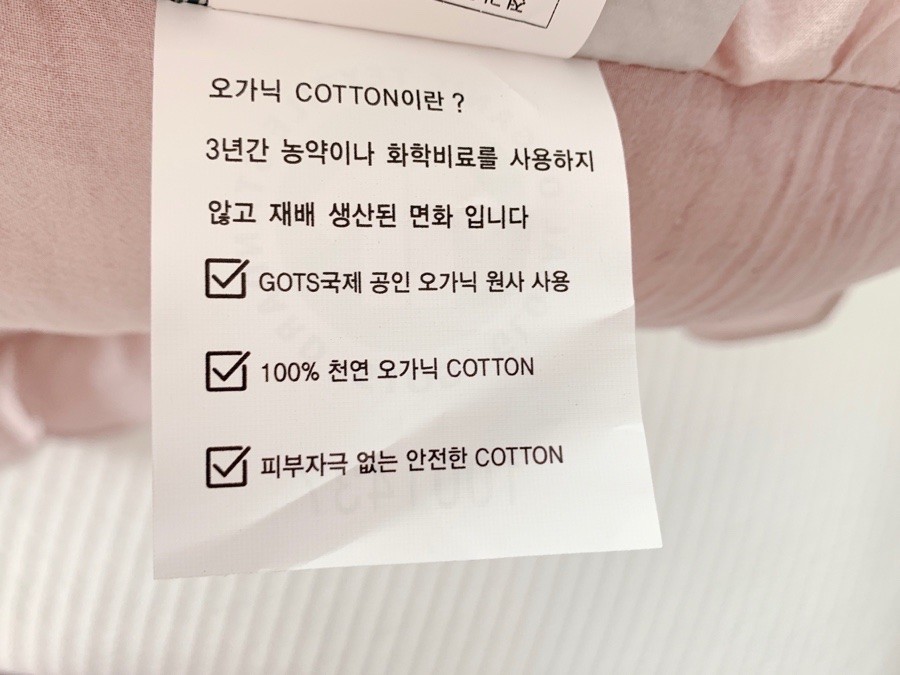 오가닉 COTTON이란?
3년간 농약이나 화학비료를 사용하지
않고 재배 생산된 면화 입니다
GOTS국제 공인 오가닉 원사 사용
100% 천연 오가닉 COTTON
피부자극 없는 안전한 COTTON